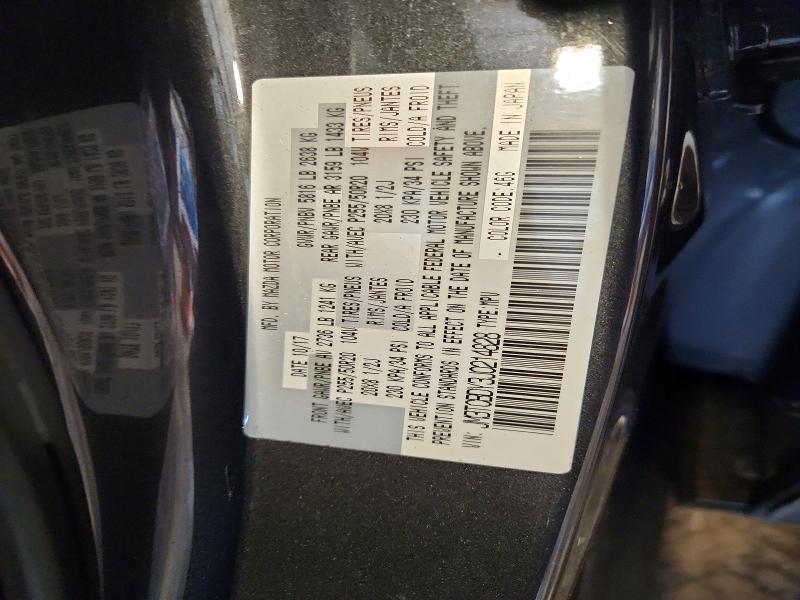 MFD. BY MAZDA MOTOR CORPORATION
DATE 10/17 GVWR/PNBV 5816 LB 2638 KG
FRONT GAWR/PNBE AV 2736 LB 1241 KG REAR GAWR/PNBE AR 3159 LB 1433 KG
WITH/AVEC P255/50R20 104V TIRES/PNEUS WITH/AVEC P255/50R20 104V TIRES/PNEUS
20X8 1/2J RIMS/JANTES 20X8 1/2J RIMS/JANTES
230 KPA/34 PSI COLD/A FROID 230 KPA/34 PSI COLD/A FROID
THIS VEHICLE CONFORMS TO ALL APPLICABLE FEDERAL MOTOR VEHICLE SAFETY AND THEFT
PREVENTION STANDARDS IN EFFECT ON THE DATE OF MANUFACTURE SHOWN ABOVE.
VIN: JM3TCBDY3J0214828 TYPE:MPV • COLOR CODE:46G MADE IN JAPAN